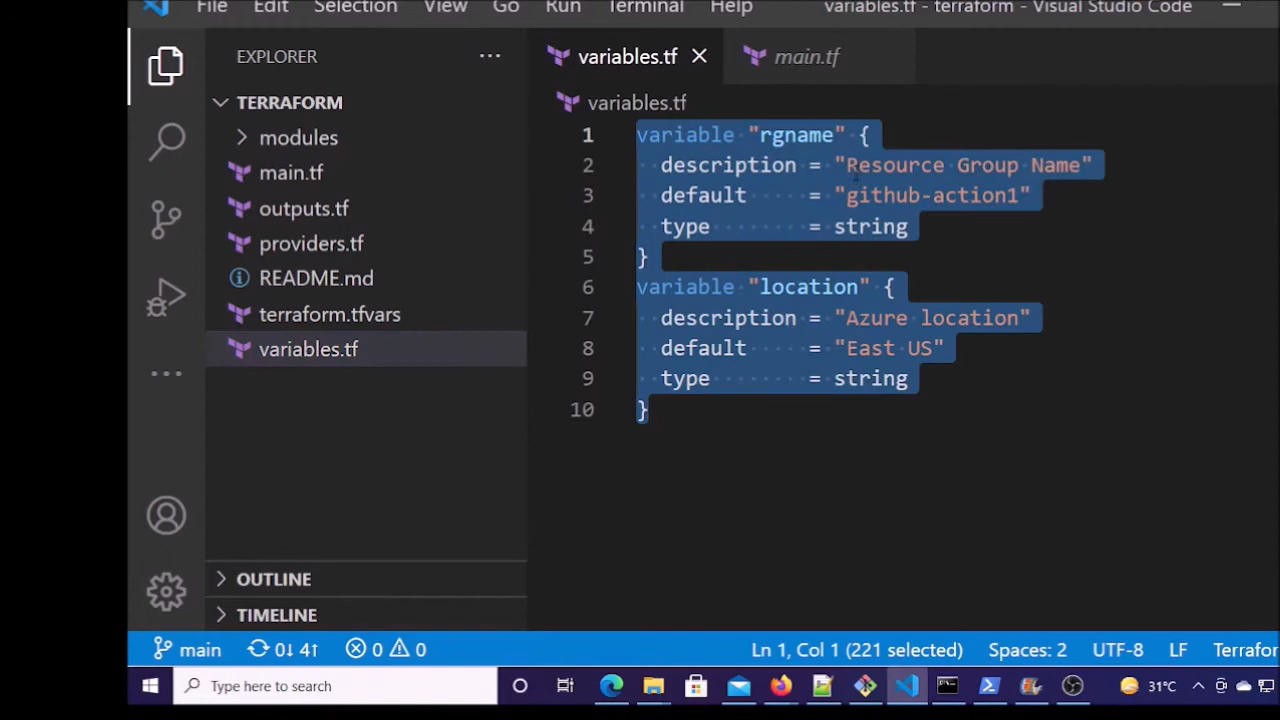 File Edit Selection View Go Run Terminal Help variables.tf - terraform - Visual Studio Code
EXPLORER
TERRAFORM
modules
main.tf
outputs.tf
providers.tf
README.md
terraform.tfvars
variables.tf
OUTLINE
TIMELINE
variables.tf main.tf
variables.tf
1 variable "rgname" {
2 description = "Resource Group Name"
3 default = "github-action1"
4 type = string
5 }
6 variable "location" {
7 description = "Azure location"
8 default = "East US"
9 type = string
10 }
main 0↓ 4↑ 0 0 Ln 1, Col 1 (221 selected) Spaces: 2 UTF-8 LF Terrafor
Type here to search 31°C